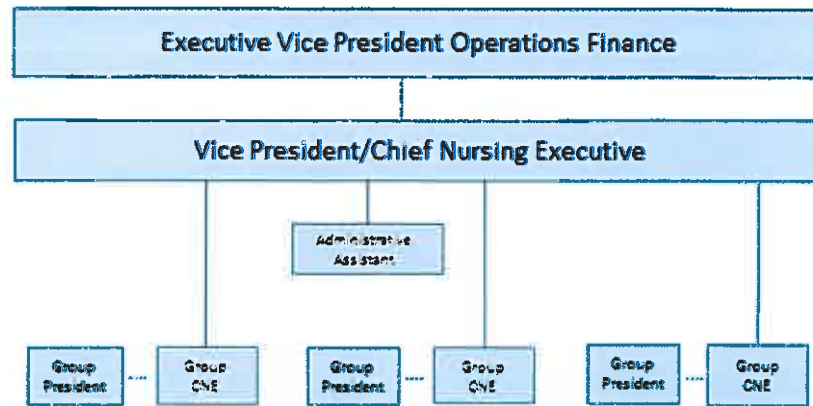 Executive Vice President Operations Finance
Vice President/Chief Nursing Executive
Administrative
Assistant
Group
President
Group
CNE
Group
President
Group
CNE
Group
President
Group
CNE